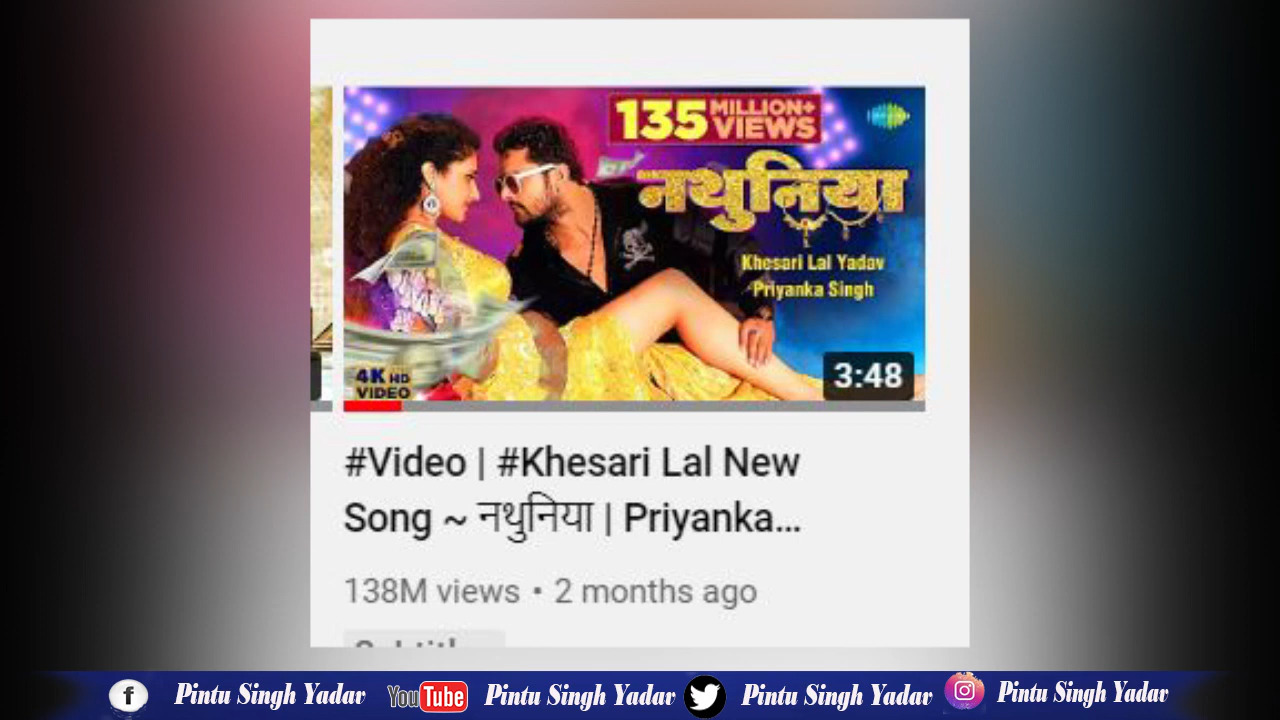 135 MILLION+ VIEWS
नथुनिया
Khesari Lal Yadav
Priyanka Singh
4K HD
VIDEO
3:48
#Video | #Khesari Lal New
Song ~ नथुनिया | Priyanka...
138M views • 2 months ago
f Pintu Singh Yadav YouTube Pintu Singh Yadav Pintu Singh Yadav Pintu Singh Yadav